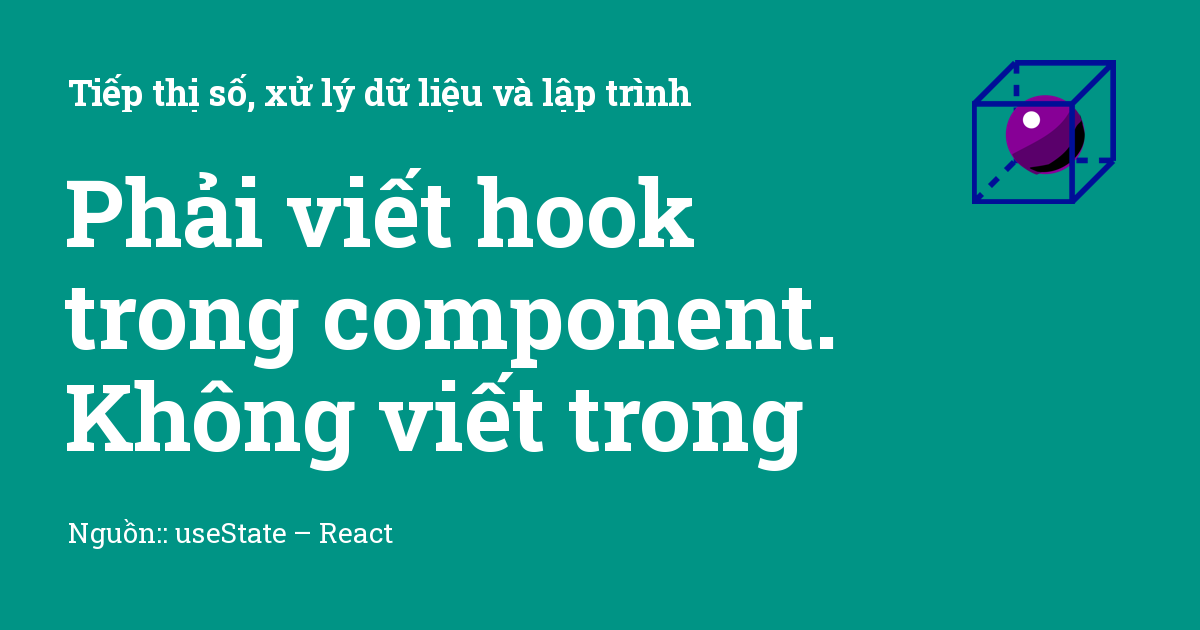 Tiếp thị số, xử lý dữ liệu và lập trình
Phải viết hook
trong component.
Không viết trong
Nguồn:: useState – React